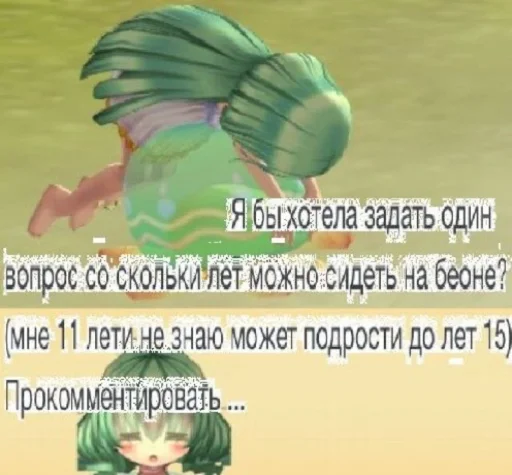 Я бы хотела задать один
вопрос со скольки лет можно сидеть на беоне?
(мне 11 лети не знаю может подрости до лет 15)
Прокомментировать ...